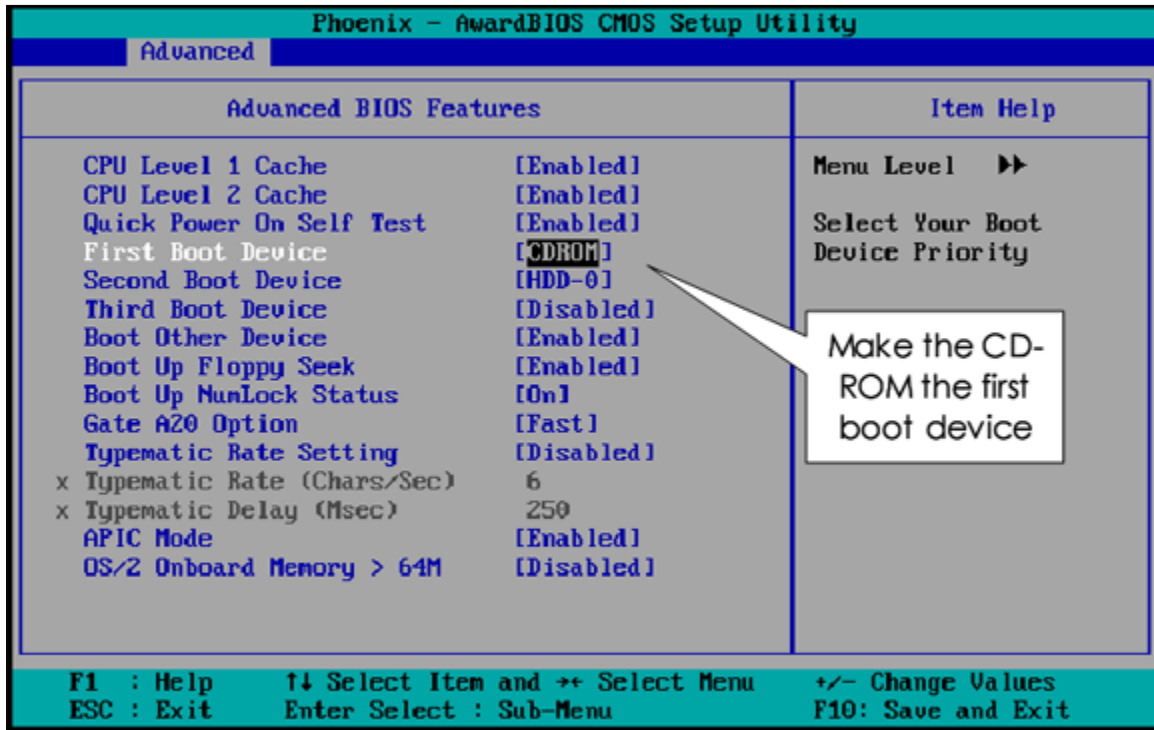 Phoenix - AwardBIOS CMOS Setup Utility
Advanced
Advanced BIOS Features
Item Help
CPU Level 1 Cache [Enabled]
CPU Level 2 Cache [Enabled]
Quick Power On Self Test [Enabled]
First Boot Device [CDROM]
Second Boot Device [HDD-0]
Third Boot Device [Disabled]
Boot Other Device [Enabled]
Boot Up Floppy Seek [Enabled]
Boot Up NumLock Status [On]
Gate A20 Option [Fast]
Typematic Rate Setting [Disabled]
x Typematic Rate (Chars/Sec) 6
x Typematic Delay (Msec) 250
APIC Mode [Enabled]
OS/2 Onboard Memory > 64M [Disabled]
Menu Level ▶▶
Select Your Boot
Device Priority
Make the CD-
ROM the first
boot device
F1 : Help ↑↓ Select Item and →← Select Menu +/- Change Values
ESC : Exit Enter Select : Sub-Menu F10: Save and Exit